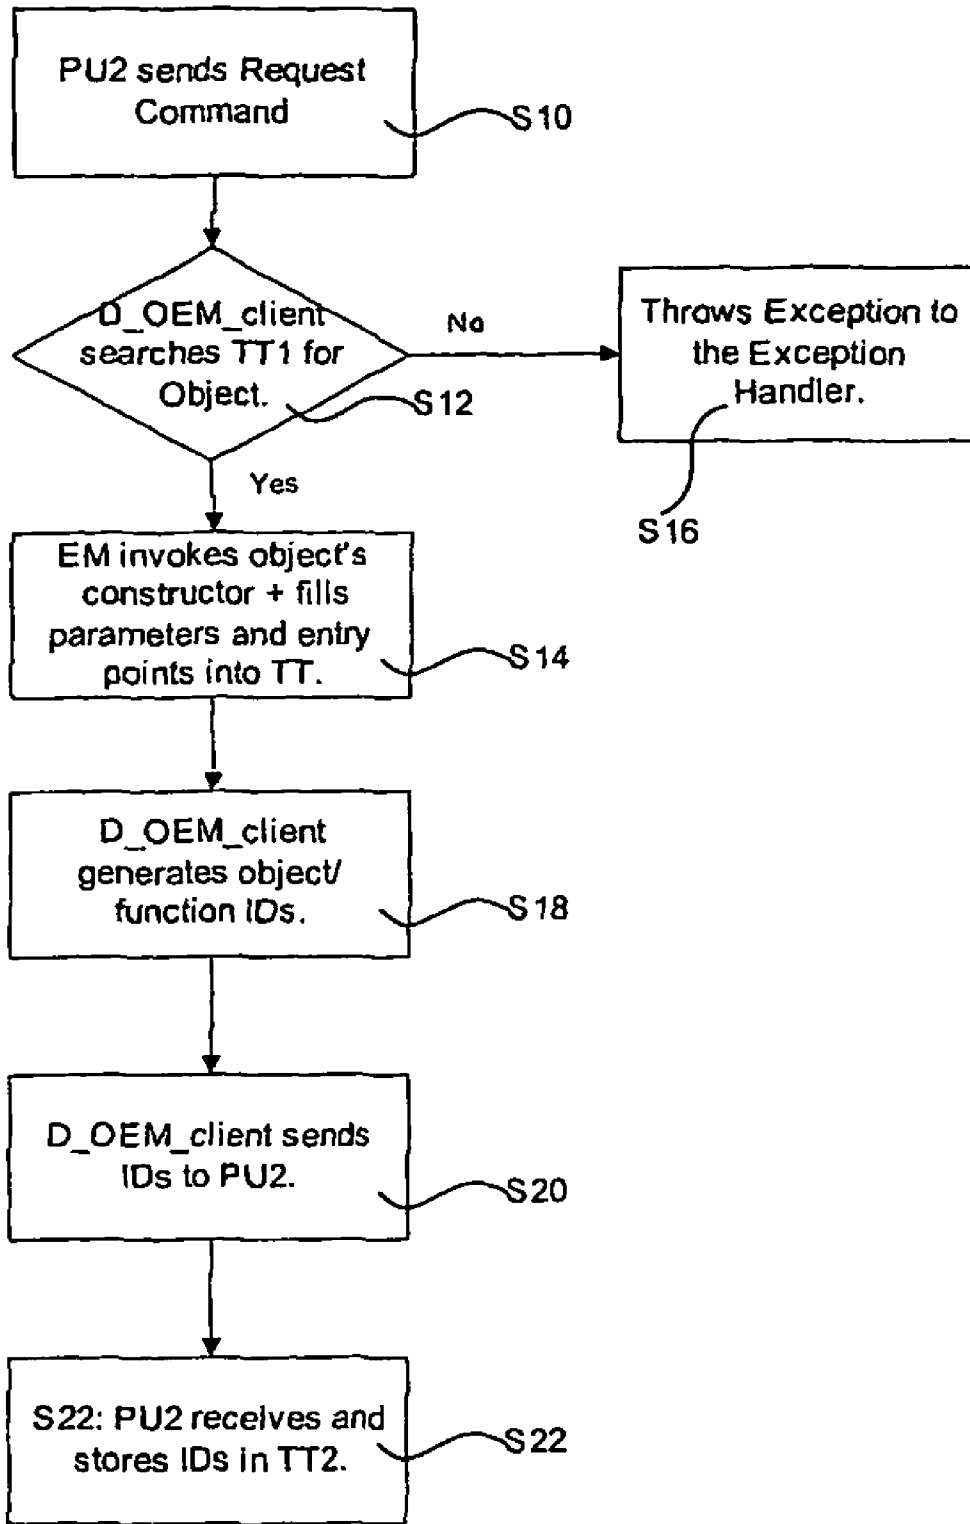 PU2 sends Request
Command
S10
D_OEM_client
searches TT1 for
Object.
S12
No
Throws Exception to
the Exception
Handler.
S16
Yes
EM invokes object's
constructor + fills
parameters and entry
points into TT.
S14
D_OEM_client
generates object/
function IDs.
S18
D_OEM_client sends
IDs to PU2.
S20
S22: PU2 receives and
stores IDs in TT2.
S22